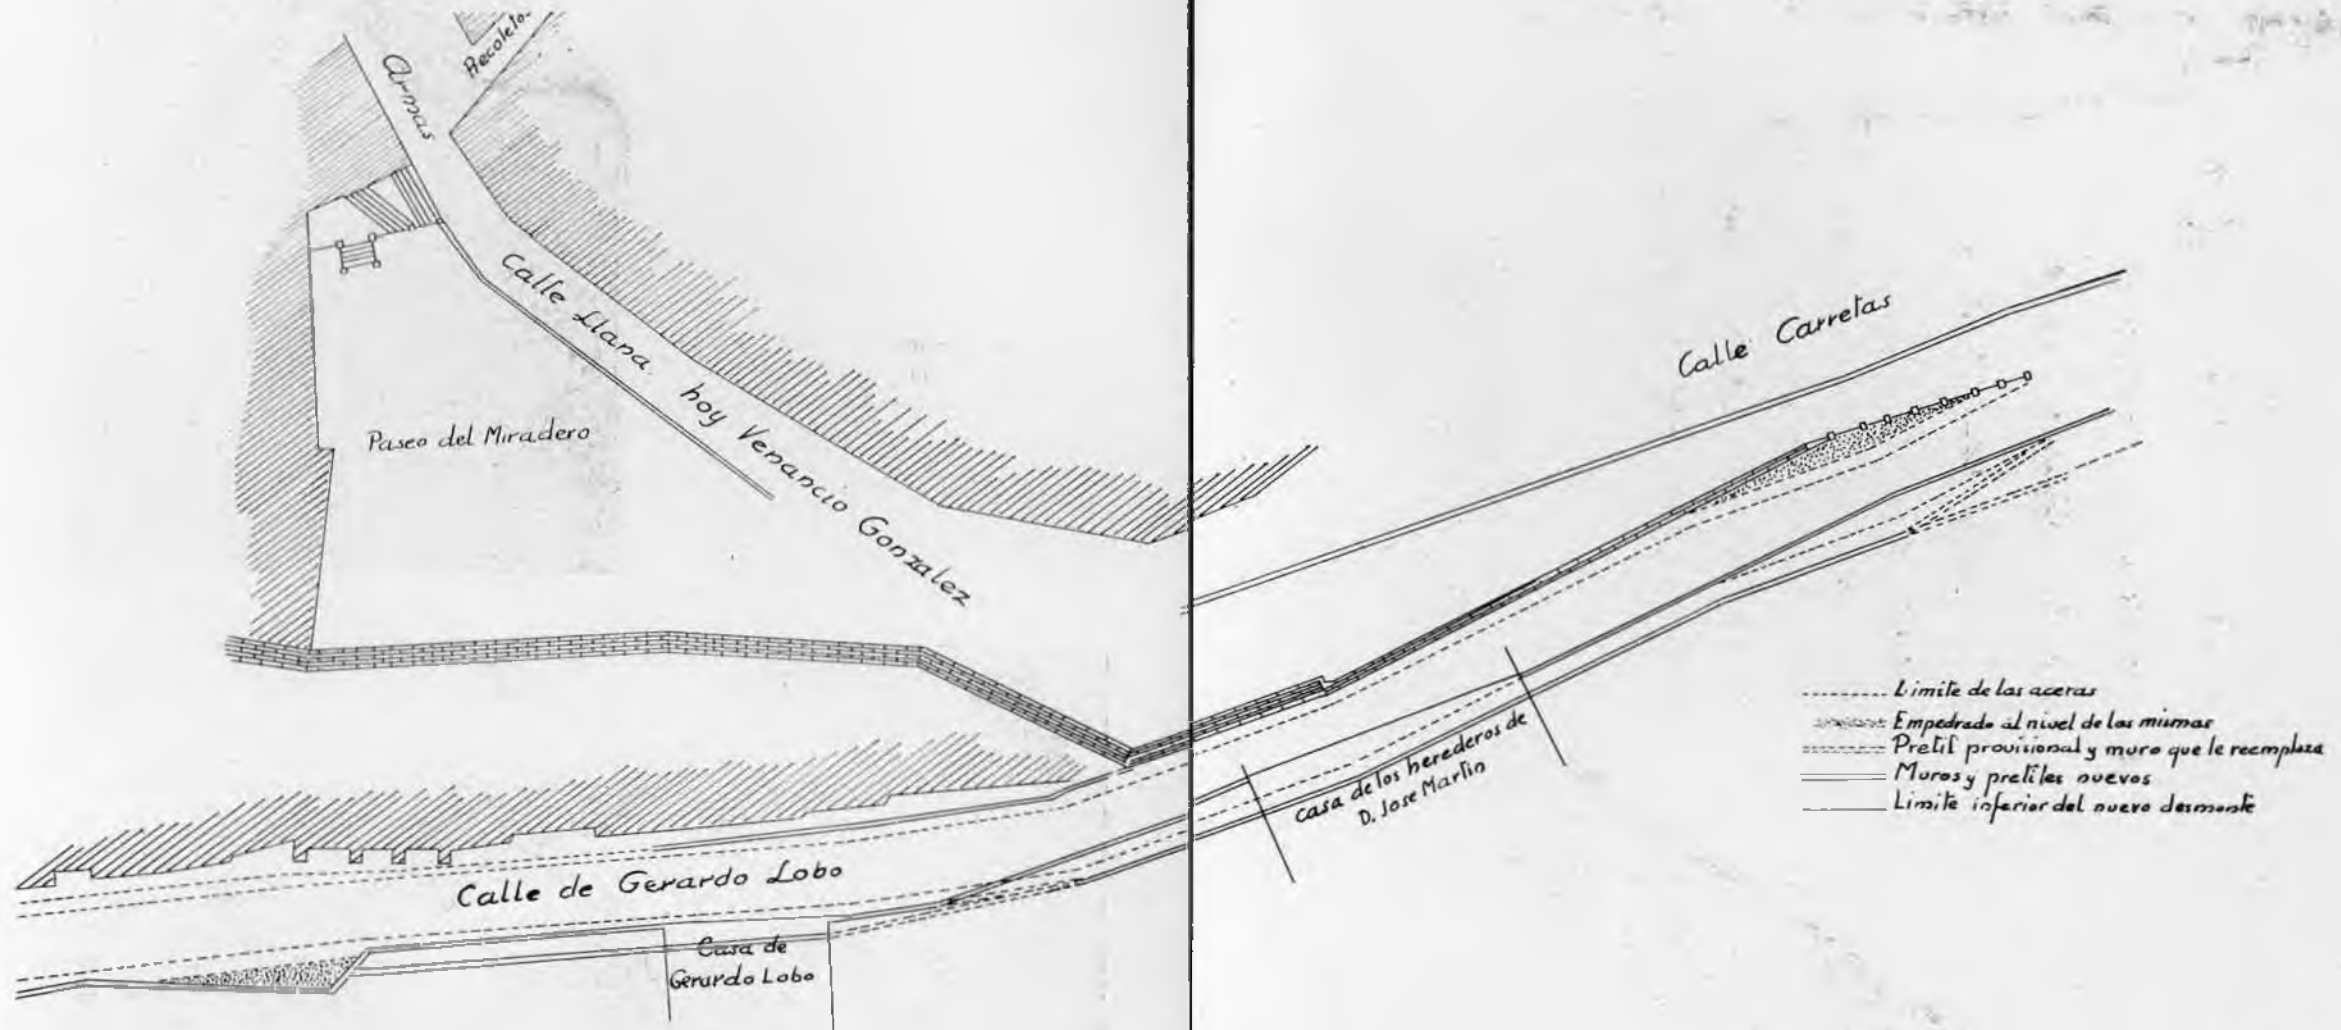 Armas
Recoleto-
Calle Llana. hoy Venancio Gonzalez
Paseo del Miradero
Calle Carretas
Calle de Gerardo Lobo
Casa de
Gerardo Lobo
casa de los herederos de
D. Jose Martin
Limite de las aceras
Empedrado al nivel de las mismas
Pretil provisional y muro que le reemplaza
Muros y pretiles nuevos
Limite inferior del nuevo desmonte